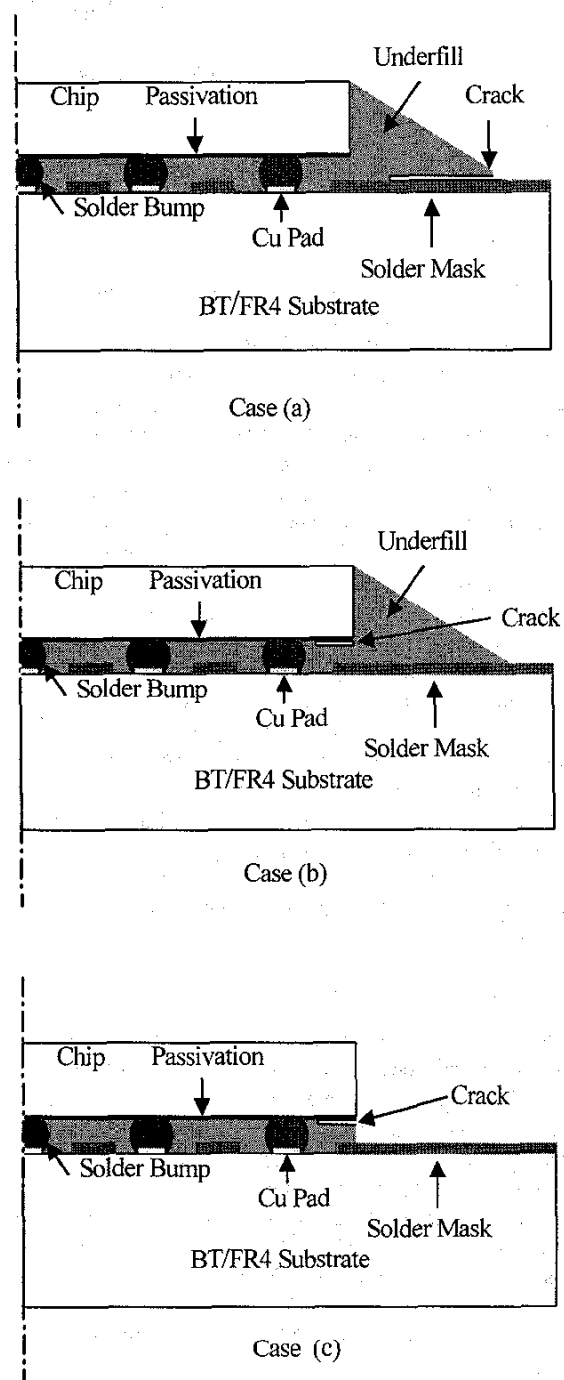 Underfill
Chip
Passivation
Crack
Solder Bump
Cu Pad
Solder Mask
BT/FR4 Substrate
Case (a)
Underfill
Chip
Passivation
Crack
Solder Bump
Cu Pad
Solder Mask
BT/FR4 Substrate
Case (b)
Chip
Passivation
Crack
Solder Bump
Cu Pad
Solder Mask
BT/FR4 Substrate
Case (c)